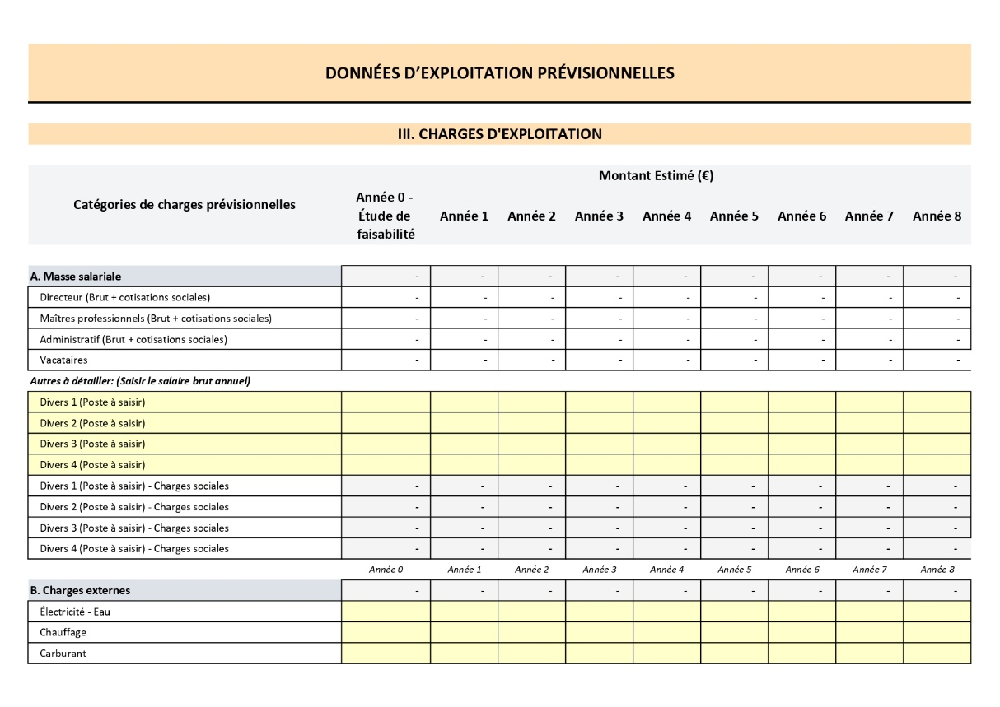 DONNÉES D’EXPLOITATION PRÉVISIONNELLES
III. CHARGES D'EXPLOITATION
Montant Estimé (€)
Catégories de charges prévisionnelles
Année 0 -
Étude de
faisabilité
Année 1 Année 2 Année 3 Année 4 Année 5 Année 6 Année 7 Année 8
A. Masse salariale - - - - - - - - -
Directeur (Brut + cotisations sociales) - - - - - - - - -
Maîtres professionnels (Brut + cotisations sociales) - - - - - - - - -
Administratif (Brut + cotisations sociales) - - - - - - - - -
Vacataires - - - - - - - - -
Autres à détailler: (Saisir le salaire brut annuel)
Divers 1 (Poste à saisir)
Divers 2 (Poste à saisir)
Divers 3 (Poste à saisir)
Divers 4 (Poste à saisir)
Divers 1 (Poste à saisir) - Charges sociales - - - - - - - - -
Divers 2 (Poste à saisir) - Charges sociales - - - - - - - - -
Divers 3 (Poste à saisir) - Charges sociales - - - - - - - - -
Divers 4 (Poste à saisir) - Charges sociales - - - - - - - - -
Année 0 Année 1 Année 2 Année 3 Année 4 Année 5 Année 6 Année 7 Année 8
B. Charges externes - - - - - - - - -
Électricité - Eau
Chauffage
Carburant